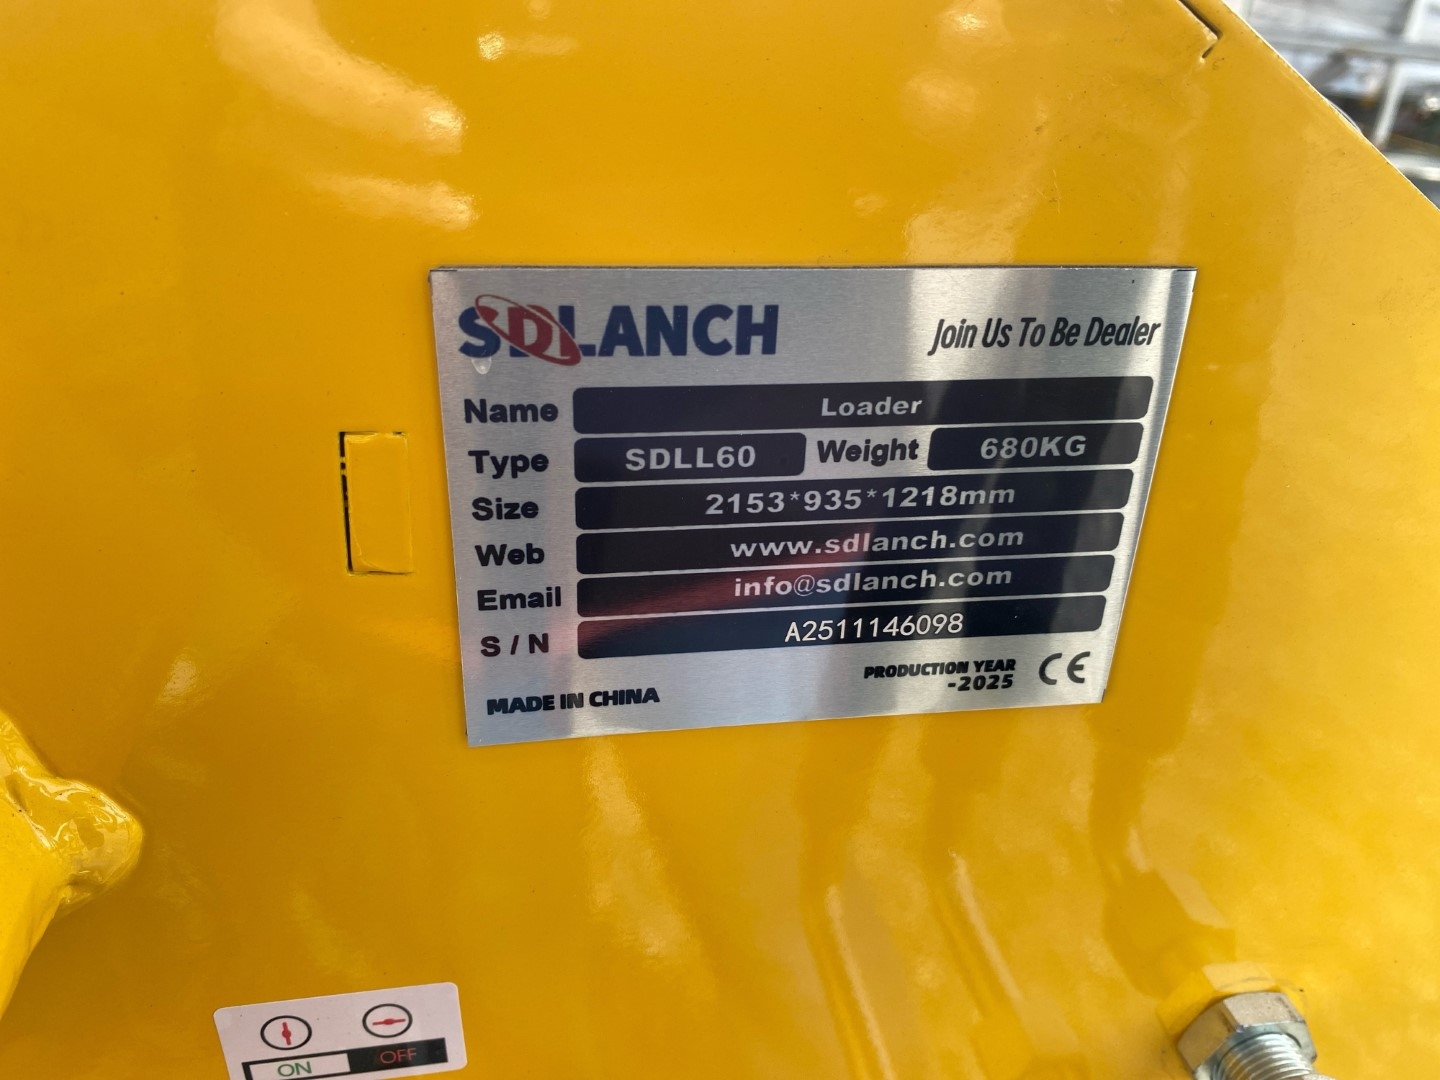 SDLANCH
Join Us To Be Dealer
Name Loader
Type SDLL60 Weight 680KG
Size 2153*935*1218mm
Web www.sdlanch.com
Email info@sdlanch.com
S / N A2511146098
MADE IN CHINA
PRODUCTION YEAR
-2025
CE
ON OFF